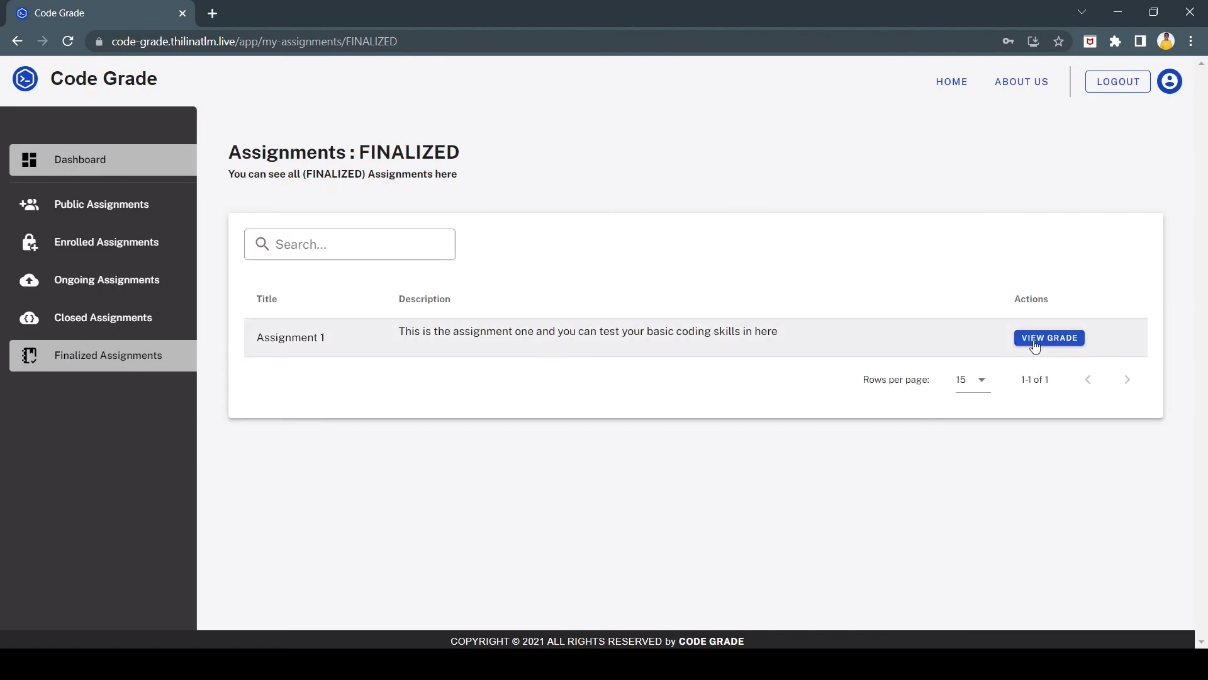 Code Grade
code-grade.thilinatlm.live/app/my-assignments/FINALIZED
Code Grade
HOME
ABOUT US
LOGOUT
Dashboard
Public Assignments
Enrolled Assignments
Ongoing Assignments
Closed Assignments
Finalized Assignments
Assignments : FINALIZED
You can see all (FINALIZED) Assignments here
Search...
Title Description Actions
Assignment 1 This is the assignment one and you can test your basic coding skills in here VIEW GRADE
Rows per page: 15 1-1 of 1
COPYRIGHT © 2021 ALL RIGHTS RESERVED by CODE GRADE